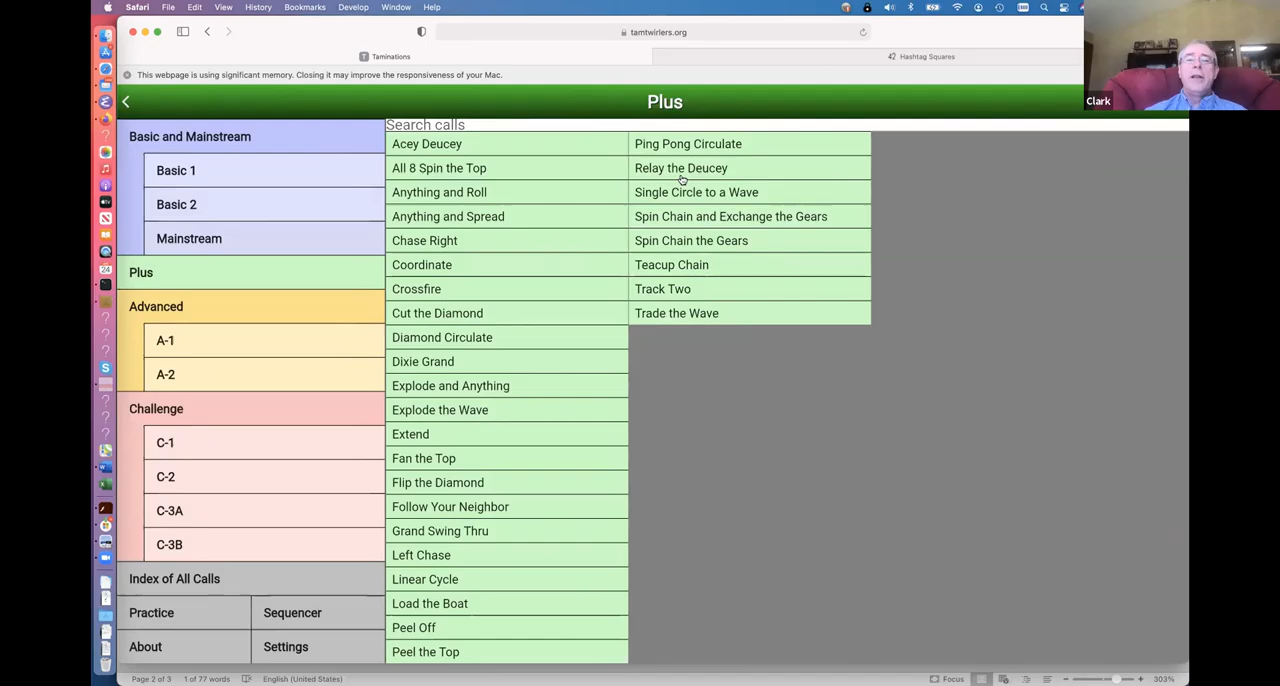 Safari File Edit View History Bookmarks Develop Window Help
tamtwirlers.org
T Taminations
42 Hashtag Squares
This webpage is using significant memory. Closing it may improve the responsiveness of your Mac.
Clark
Plus
Search calls
Basic and Mainstream
Basic 1
Basic 2
Mainstream
Plus
Advanced
A-1
A-2
Challenge
C-1
C-2
C-3A
C-3B
Index of All Calls
Practice
Sequencer
About
Settings
Acey Deucey
All 8 Spin the Top
Anything and Roll
Anything and Spread
Chase Right
Coordinate
Crossfire
Cut the Diamond
Diamond Circulate
Dixie Grand
Explode and Anything
Explode the Wave
Extend
Fan the Top
Flip the Diamond
Follow Your Neighbor
Grand Swing Thru
Left Chase
Linear Cycle
Load the Boat
Peel Off
Peel the Top
Ping Pong Circulate
Relay the Deucey
Single Circle to a Wave
Spin Chain and Exchange the Gears
Spin Chain the Gears
Teacup Chain
Track Two
Trade the Wave
24
Page 2 of 3
1 of 77 words
English (United States)
Focus
303%